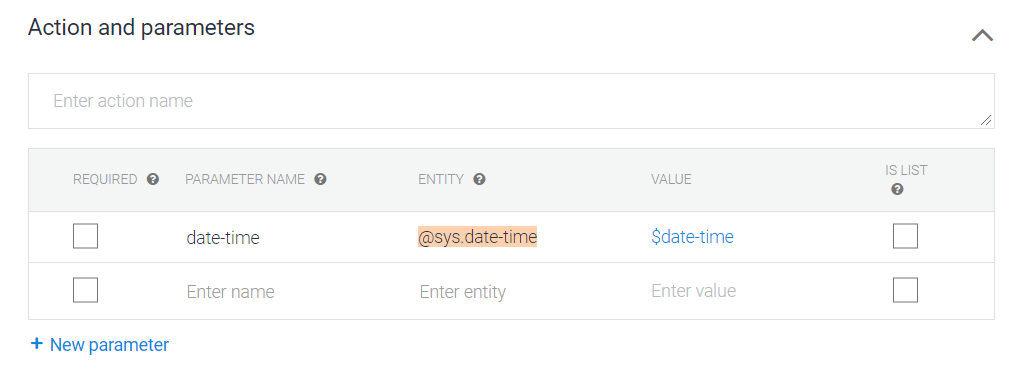 Action and parameters
Enter action name
REQUIRED PARAMETER NAME ENTITY VALUE IS LIST
date-time @sys.date-time $date-time
Enter name Enter entity Enter value
+ New parameter